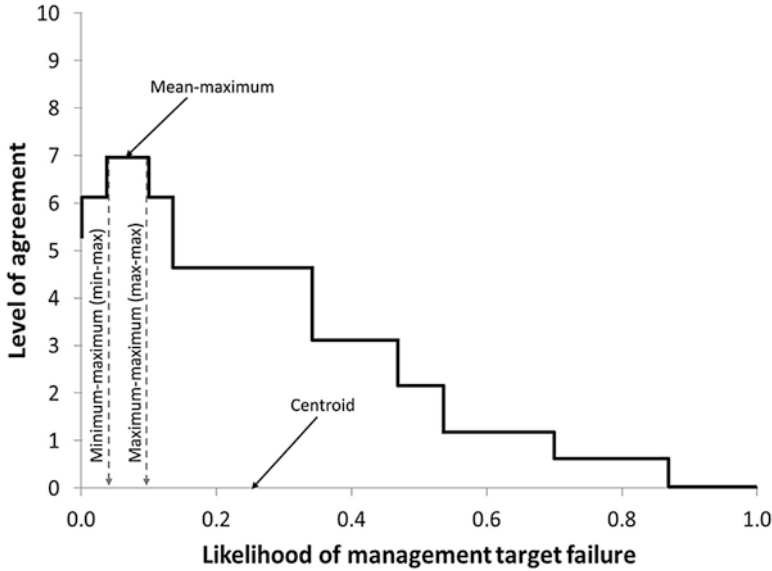 10
9
8
7
6
5
4
3
2
1
0
Level of agreement
Mean-maximum
Minimum-maximum (min-max)
Maximum-maximum (max-max)
Centroid
0.0 0.2 0.4 0.6 0.8 1.0
Likelihood of management target failure